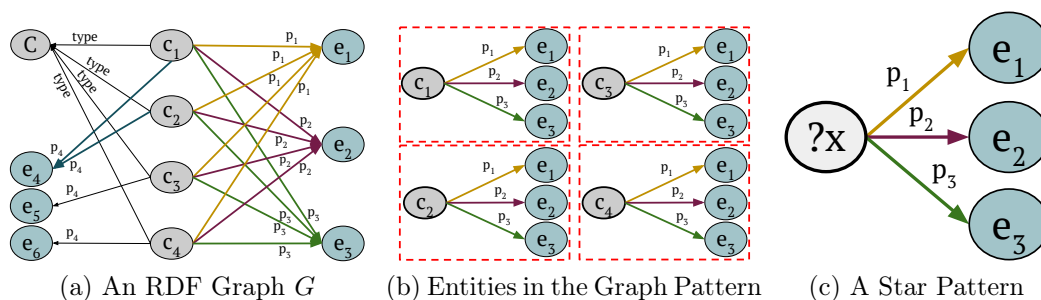 C
type
c1
p1
e1
type
p1
type
c2
p1
type
p1
p2
e2
p4
p2
e4
p4
c3
p2
p4
e5
p3
p3
e6
p4
c4
p3
e3
(a) An RDF Graph G
c1
p1
e1
p2
e2
p3
e3
c3
p1
e1
p2
e2
p3
e3
c2
p1
e1
p2
e2
p3
e3
c4
p1
e1
p2
e2
p3
e3
(b) Entities in the Graph Pattern
?x
p1
e1
p2
e2
p3
e3
(c) A Star Pattern